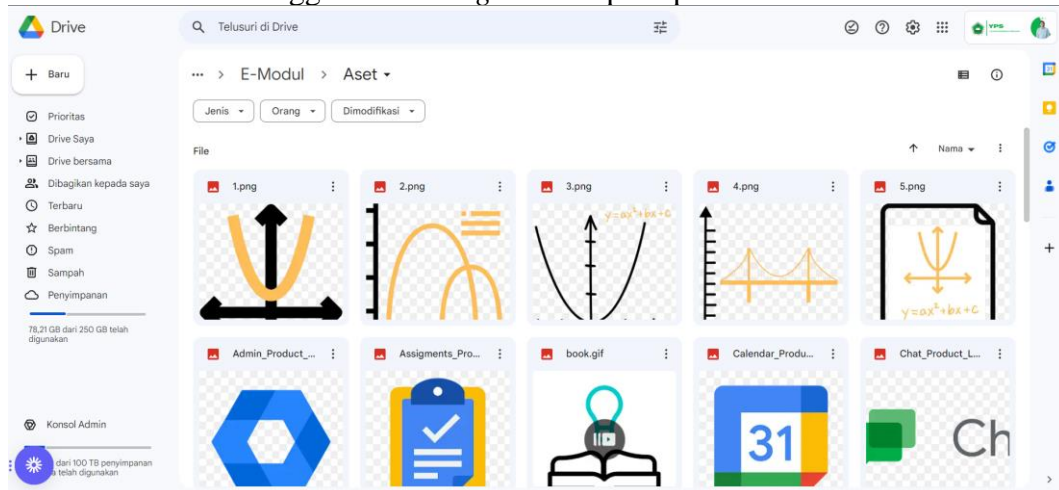 Drive
Telusuri di Drive
YPS
Baru
E-Modul > Aset
Jenis
Orang
Dimodifikasi
Prioritas
Drive Saya
Drive bersama
Dibagikan kepada saya
Terbaru
Berbintang
Spam
Sampah
Penyimpanan
78,21 GB dari 250 GB telah
digunakan
Konsol Admin
dari 100 TB penyimpanan
telah digunakan
File
Nama
1.png
2.png
3.png
4.png
5.png
y=ax²+bx+c
y=ax²+bx+c
Admin_Product_...
Assigments_Pro...
book.gif
Calendar_Produ...
Chat_Product_L...
31
Ch